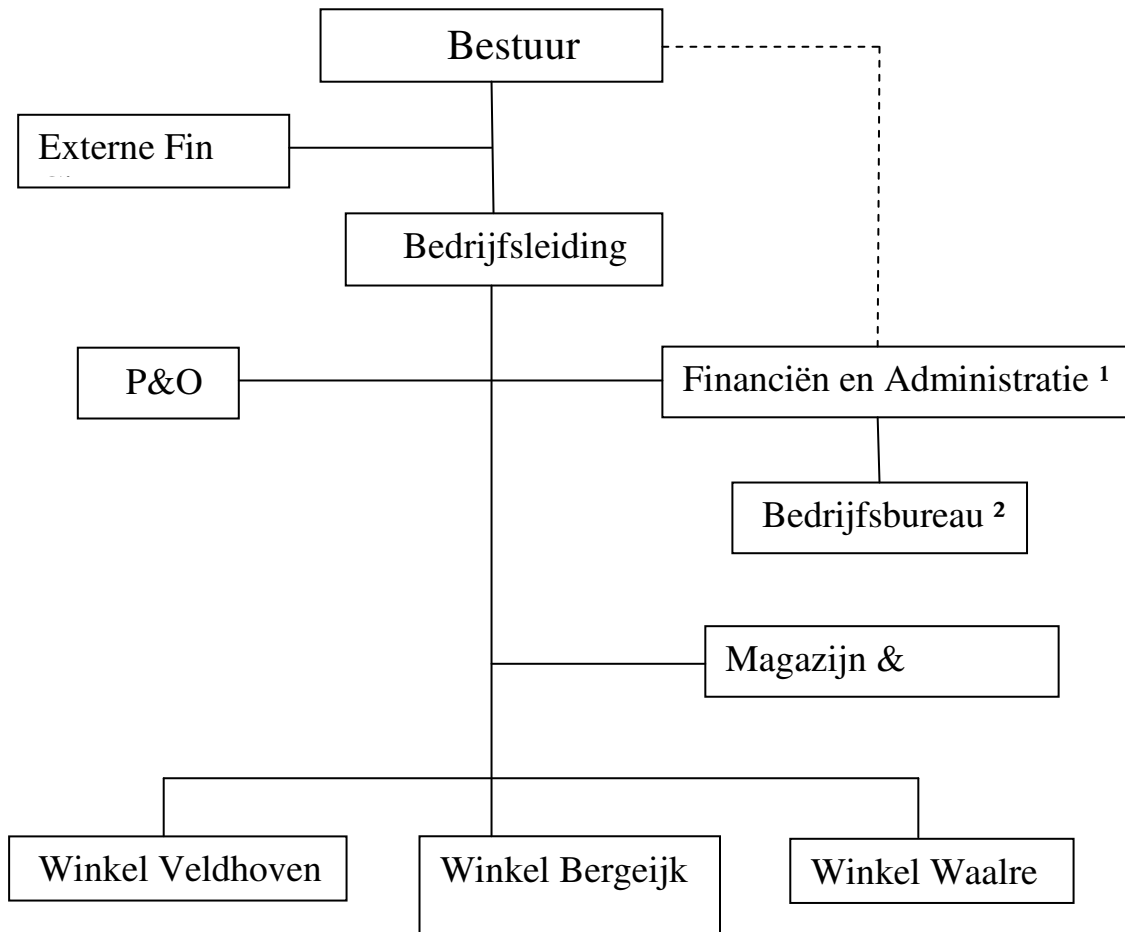 Bestuur
Externe Fin
Bedrijfsleiding
P&O
Financiën en Administratie ¹
Bedrijfsbureau ²
Magazijn &
Winkel Veldhoven
Winkel Bergeijk
Winkel Waalre